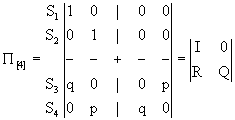 S₁ |1 0 | 0 0|
S₂ |0 1 | 0 0|
Π[4] = |– – + – –| = |I 0|
S₃ |q 0 | 0 p| |R Q|
S₄ |0 p | q 0|